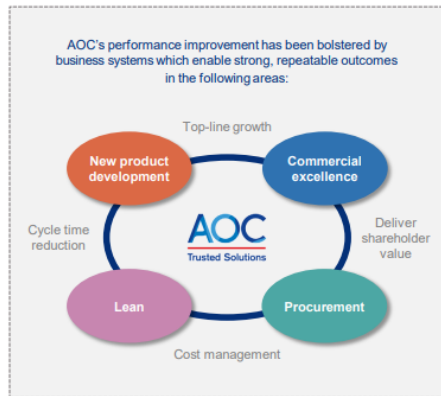 AOC's performance improvement has been bolstered by
business systems which enable strong, repeatable outcomes
in the following areas:
Top-line growth
New product
development
Commercial
excellence
Cycle time
reduction
AOC
Trusted Solutions
Deliver
shareholder
value
Lean
Procurement
Cost management